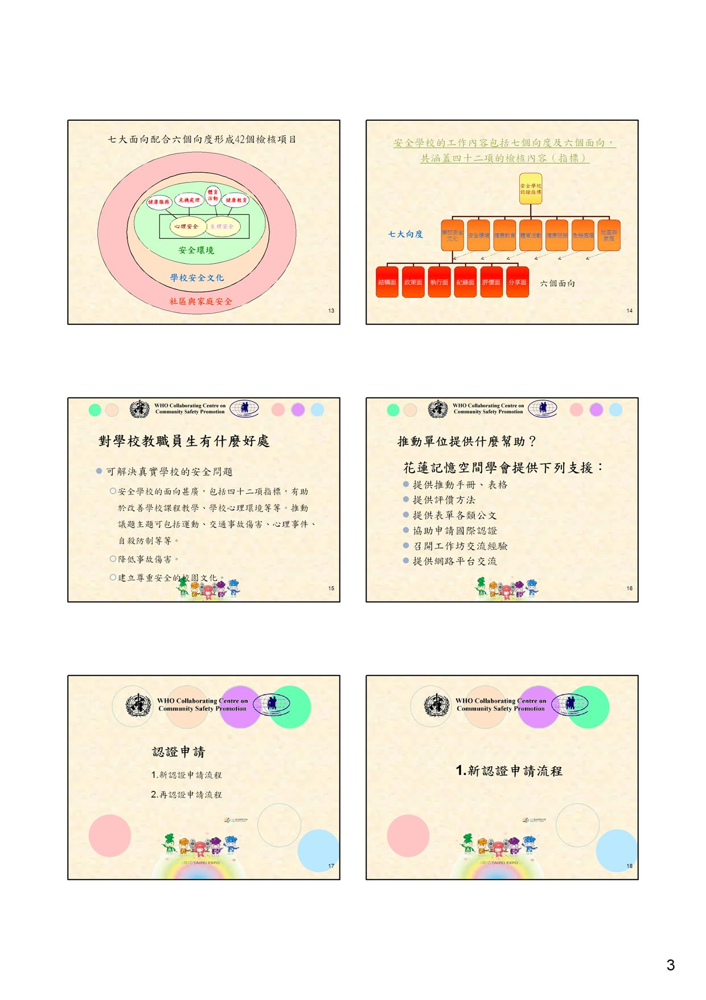 七大面向配合六個向度形成42個檢核項目
健康服務
危機處理
體育
活動
健康教育
心理安全
生理安全
安全環境
學校安全文化
社區與家庭安全
13
安全學校的工作內容包括七個向度及六個面向，
共涵蓋四十二項的檢核內容（指標）
安全學校
認證指標
七大向度
學校安全
文化
安全環境
健康教育
體育活動
健康服務
危機處理
社區與
家庭
結構面
政策面
執行面
紀錄面
評價面
分享面
六個面向
14
WHO Collaborating Centre on
Community Safety Promotion
對學校教職員生有什麼好處
可解決真實學校的安全問題
安全學校的面向甚廣，包括四十二項指標，有助
於改善學校課程教學、學校心理環境等等。推動
議題主題可包括運動、交通事故傷害、心理事件、
自殺防制等等。
降低事故傷害。
建立尊重安全的校園文化。
15
WHO Collaborating Centre on
Community Safety Promotion
推動單位提供什麼幫助？
花蓮記憶空間學會提供下列支援：
提供推動手冊、表格
提供評價方法
提供表單各類公文
協助申請國際認證
召開工作坊交流經驗
提供網路平台交流
16
WHO Collaborating Centre on
Community Safety Promotion
認證申請
1.新認證申請流程
2.再認證申請流程
2010 TAIPEI EXPO
17
WHO Collaborating Centre on
Community Safety Promotion
1.新認證申請流程
2010 TAIPEI EXPO
18
3